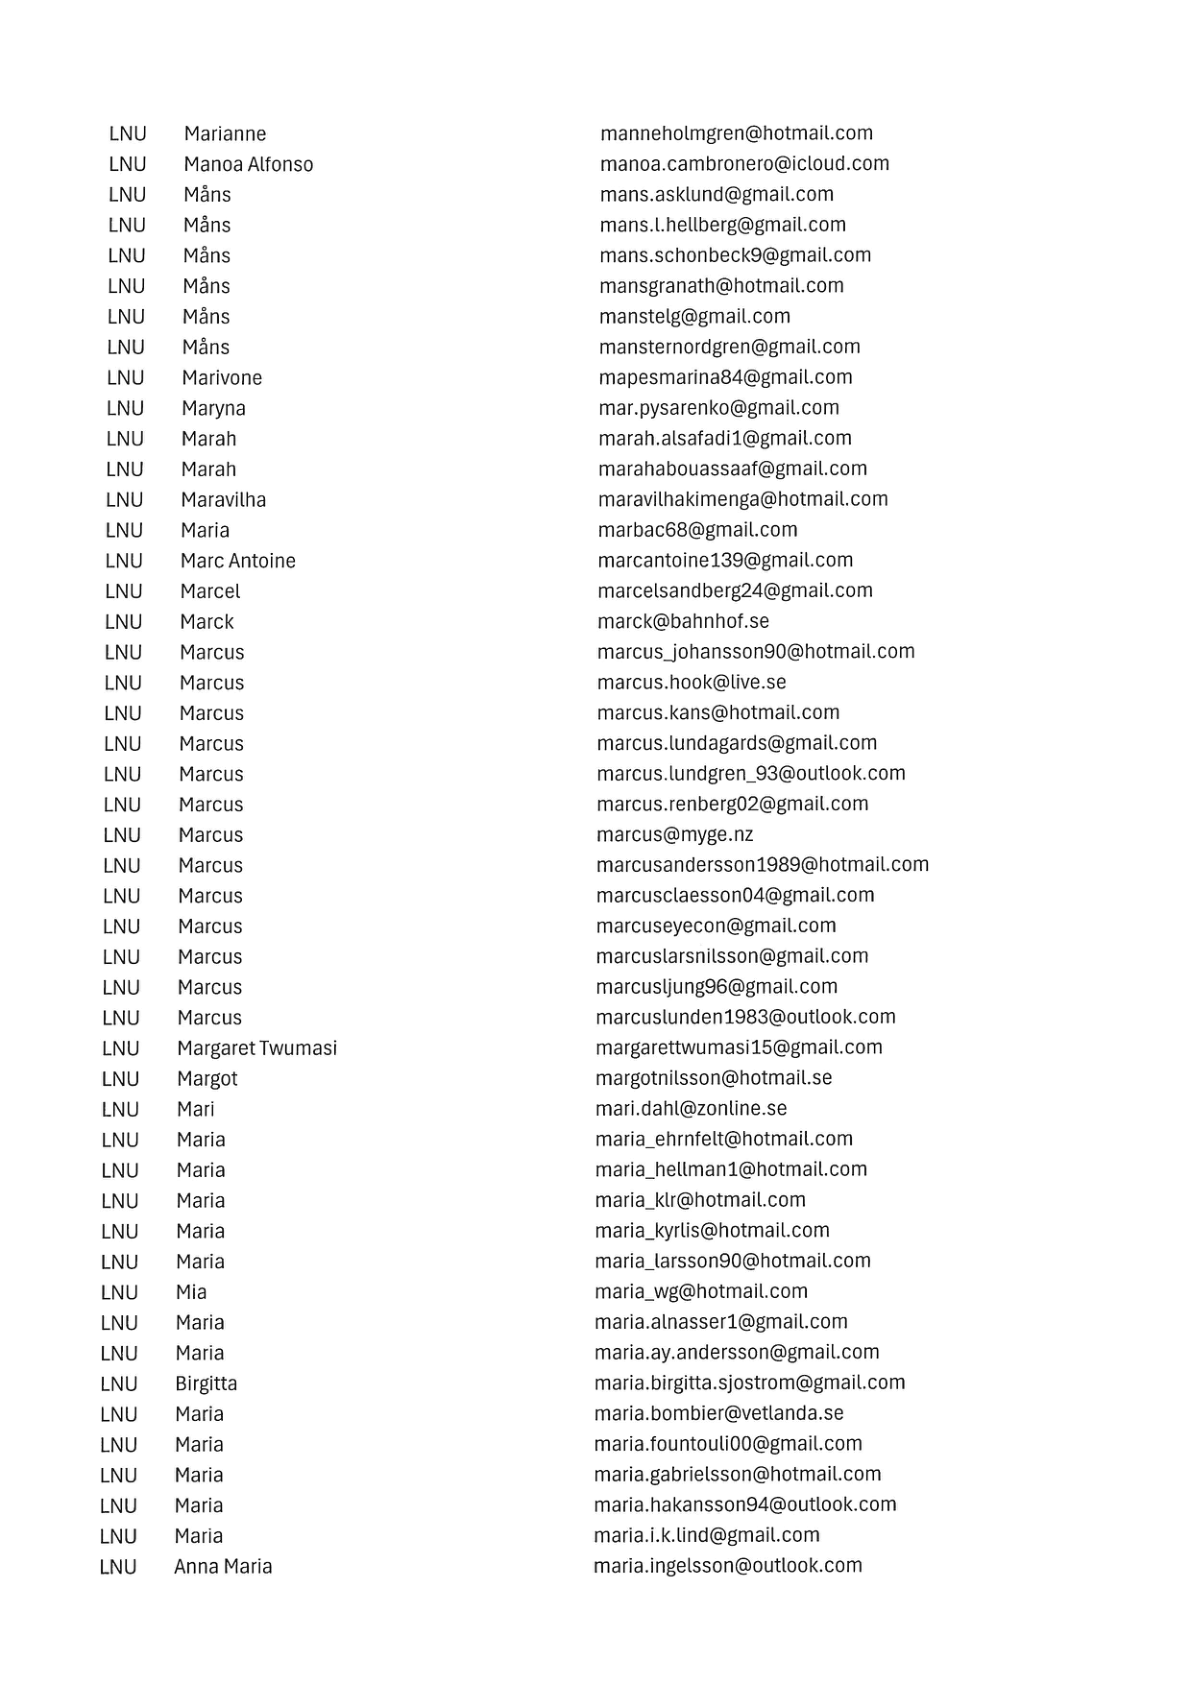 LNU Marianne manneholmgren@hotmail.com
LNU Manoa Alfonso manoa.cambronero@icloud.com
LNU Måns mans.asklund@gmail.com
LNU Måns mans.l.hellberg@gmail.com
LNU Måns mans.schonbeck9@gmail.com
LNU Måns mansgranath@hotmail.com
LNU Måns manstelg@gmail.com
LNU Måns mansternordgren@gmail.com
LNU Marivone mapesmarina84@gmail.com
LNU Maryna mar.pysarenko@gmail.com
LNU Marah marah.alsafadi1@gmail.com
LNU Marah marahabouassaaf@gmail.com
LNU Maravilha maravilhakimenga@hotmail.com
LNU Maria marbac68@gmail.com
LNU Marc Antoine marcantoine139@gmail.com
LNU Marcel marcelsandberg24@gmail.com
LNU Marck marck@bahnhof.se
LNU Marcus marcus_johansson90@hotmail.com
LNU Marcus marcus.hook@live.se
LNU Marcus marcus.kans@hotmail.com
LNU Marcus marcus.lundagards@gmail.com
LNU Marcus marcus.lundgren_93@outlook.com
LNU Marcus marcus.renberg02@gmail.com
LNU Marcus marcus@myge.nz
LNU Marcus marcusandersson1989@hotmail.com
LNU Marcus marcusclaesson04@gmail.com
LNU Marcus marcuseyecon@gmail.com
LNU Marcus marcuslarsnilsson@gmail.com
LNU Marcus marcusljung96@gmail.com
LNU Marcus marcuslunden1983@outlook.com
LNU Margaret Twumasi margarettwumasi15@gmail.com
LNU Margot margotnilsson@hotmail.se
LNU Mari mari.dahl@zonline.se
LNU Maria maria_ehrnfelt@hotmail.com
LNU Maria maria_hellman1@hotmail.com
LNU Maria maria_klr@hotmail.com
LNU Maria maria_kyrlis@hotmail.com
LNU Maria maria_larsson90@hotmail.com
LNU Mia maria_wg@hotmail.com
LNU Maria maria.alnasser1@gmail.com
LNU Maria maria.ay.andersson@gmail.com
LNU Birgitta maria.birgitta.sjostrom@gmail.com
LNU Maria maria.bombier@vetlanda.se
LNU Maria maria.fountouli00@gmail.com
LNU Maria maria.gabrielsson@hotmail.com
LNU Maria maria.hakansson94@outlook.com
LNU Maria maria.i.k.lind@gmail.com
LNU Anna Maria maria.ingelsson@outlook.com